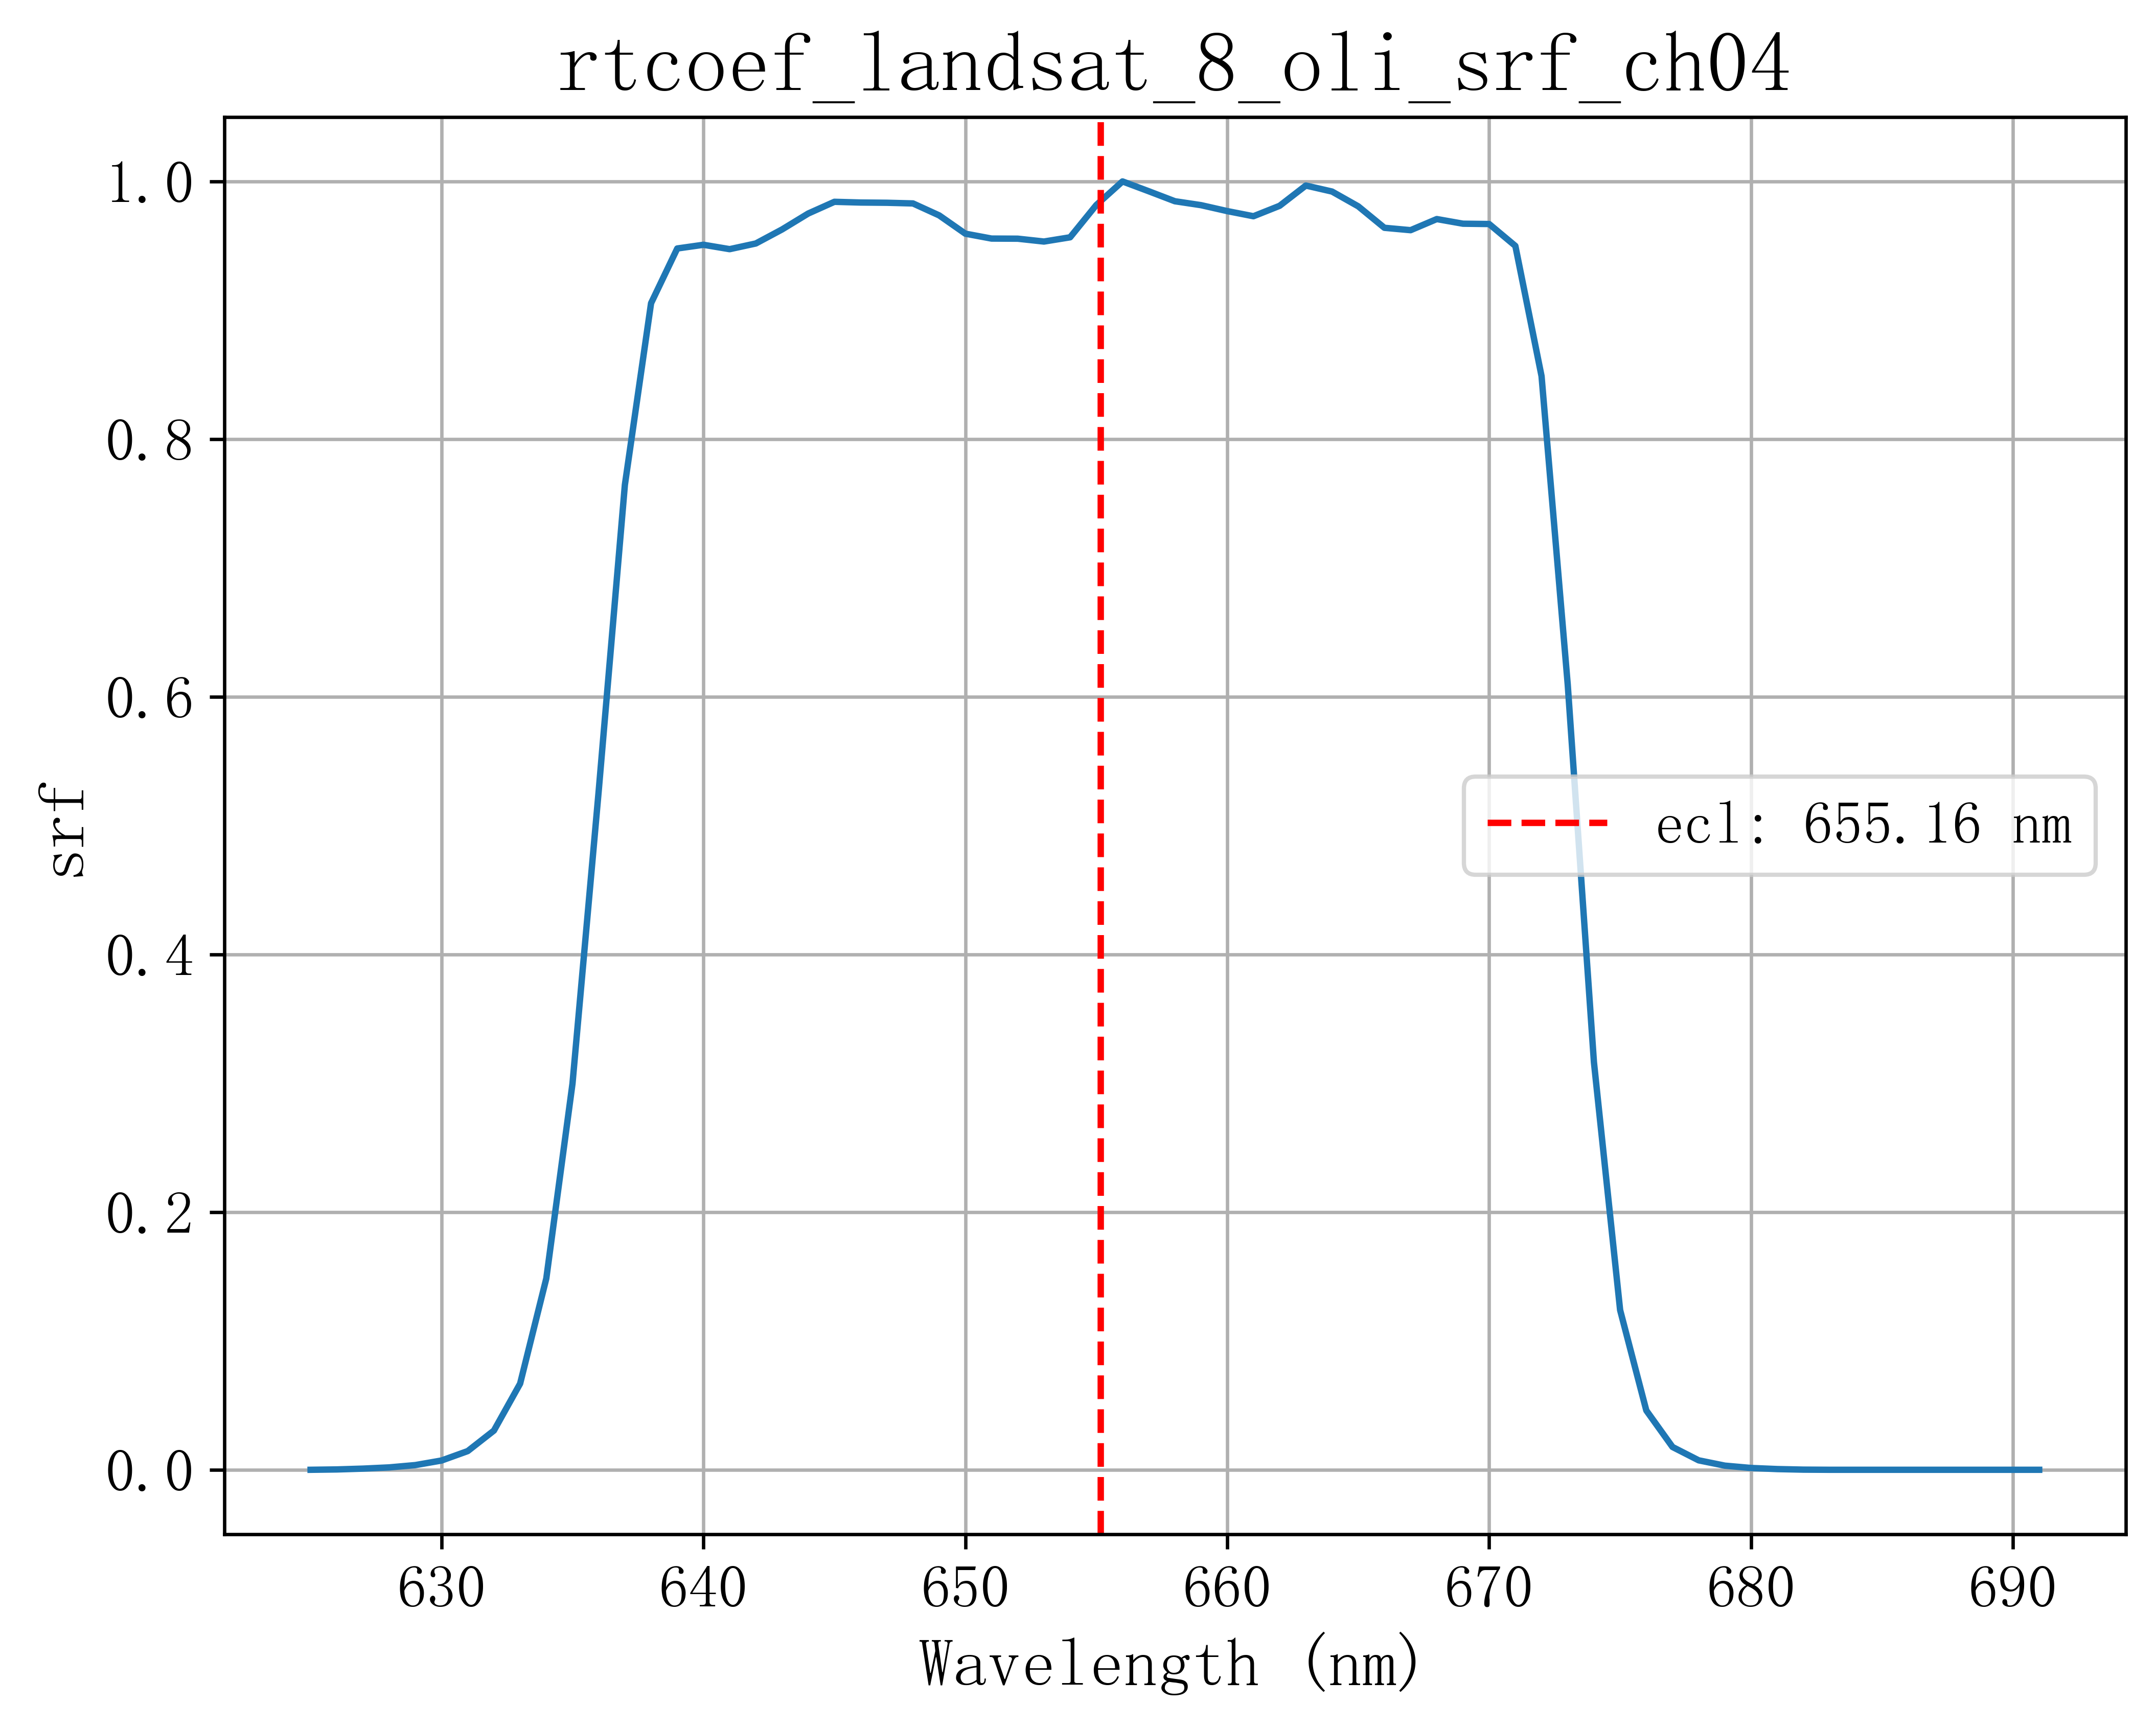 rtcoef_landsat_8_oli_srf_ch04
1.0
0.8
0.6
0.4
0.2
0.0
srf
ecl: 655.16 nm
630 640 650 660 670 680 690
Wavelength (nm)